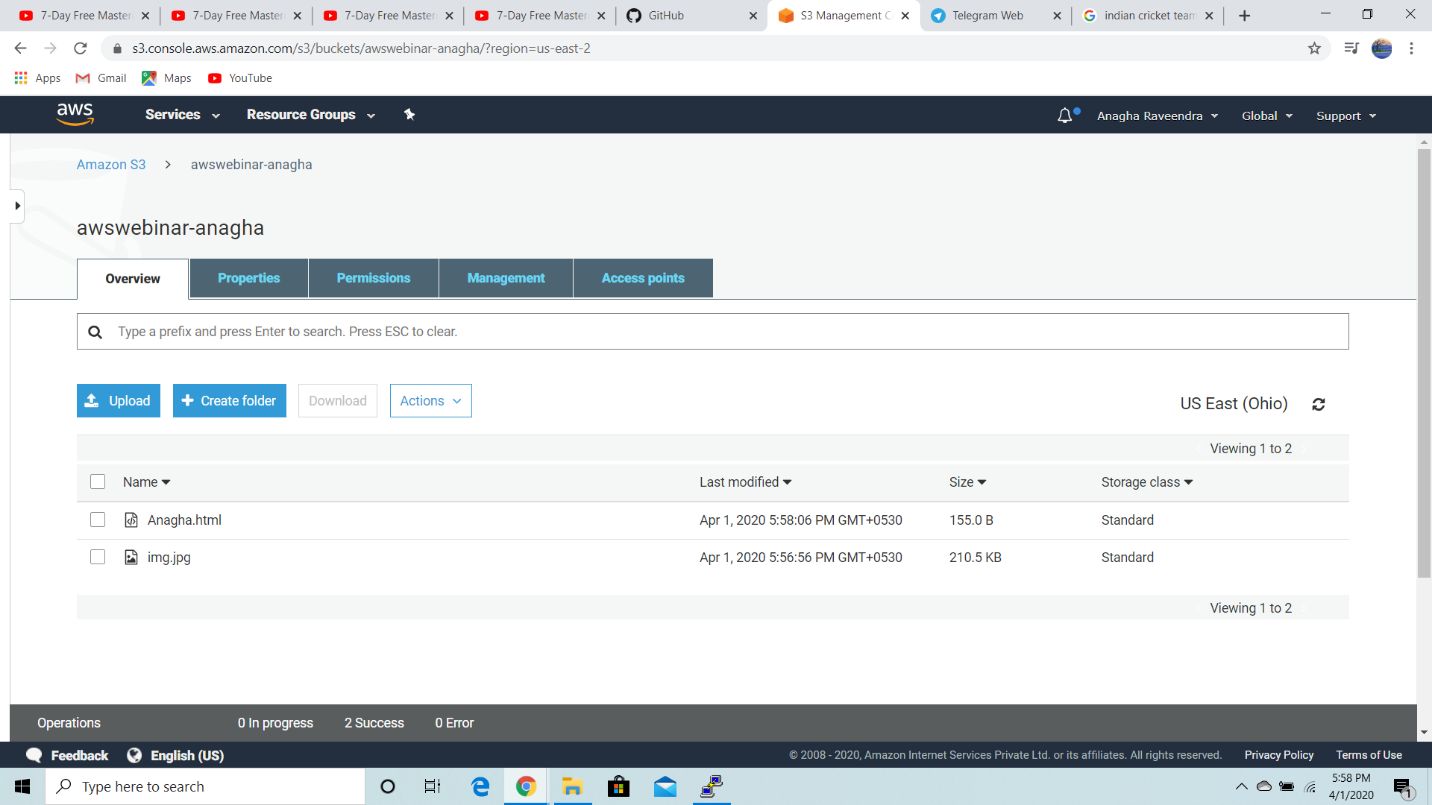 7-Day Free Master
7-Day Free Master
7-Day Free Master
7-Day Free Master
GitHub
S3 Management C
Telegram Web
indian cricket team
s3.console.aws.amazon.com/s3/buckets/awswebinar-anagha/?region=us-east-2
Apps
Gmail
Maps
YouTube
aws
Services
Resource Groups
Anagha Raveendra
Global
Support
Amazon S3
awswebinar-anagha
awswebinar-anagha
Overview
Properties
Permissions
Management
Access points
Type a prefix and press Enter to search. Press ESC to clear.
Upload
Create folder
Download
Actions
US East (Ohio)
Viewing 1 to 2
Name
Last modified
Size
Storage class
Anagha.html
Apr 1, 2020 5:58:06 PM GMT+0530
155.0 B
Standard
img.jpg
Apr 1, 2020 5:56:56 PM GMT+0530
210.5 KB
Standard
Viewing 1 to 2
Operations
0 In progress
2 Success
0 Error
Feedback
English (US)
© 2008 - 2020, Amazon Internet Services Private Ltd. or its affiliates. All rights reserved.
Privacy Policy
Terms of Use
Type here to search
5:58 PM
4/1/2020
1